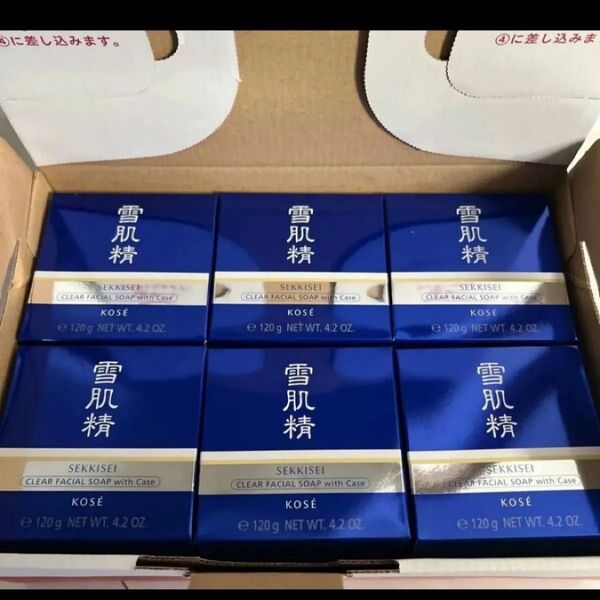 ④に差し込みます。
④に差し込みま
雪肌精
SEKKISEI
CLEAR FACIAL SOAP with Case
KOSÉ
℮ 120 g NET WT. 4.2 OZ.
雪肌精
SEKKISEI
CLEAR FACIAL SOAP with Case
KOSÉ
℮ 120 g NET WT. 4.2 OZ.
雪肌精
SEKKISEI
CLEAR FACIAL SOAP with Case
KOSÉ
℮ 120 g NET WT. 4.2 OZ.
雪肌精
SEKKISEI
CLEAR FACIAL SOAP with Case
KOSÉ
℮ 120 g NET WT. 4.2 OZ.
雪肌精
SEKKISEI
CLEAR FACIAL SOAP with Case
KOSÉ
℮ 120 g NET WT. 4.2 OZ.
雪肌精
SEKKISEI
CLEAR FACIAL SOAP with Case
KOSÉ
℮ 120 g NET WT. 4.2 OZ.